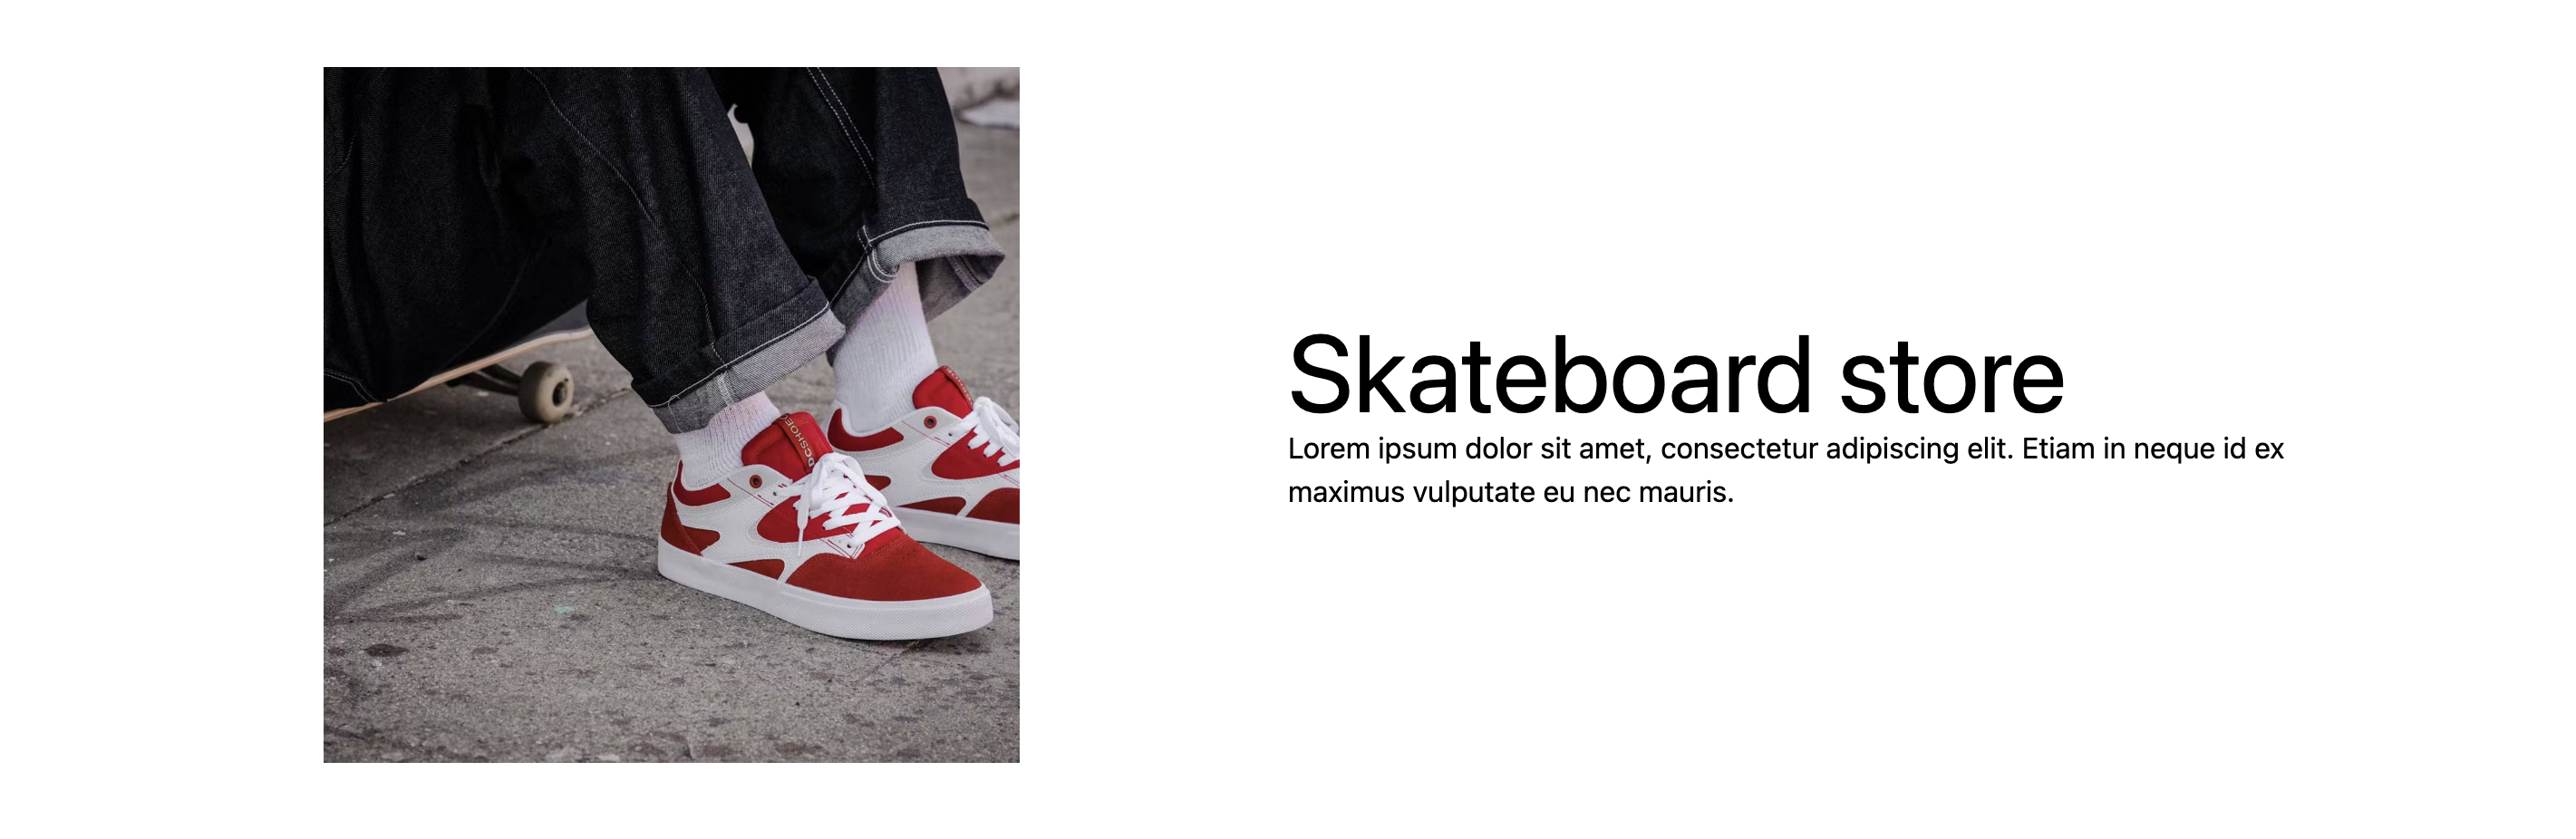 Skateboard store
Lorem ipsum dolor sit amet, consectetur adipiscing elit. Etiam in neque id ex
maximus vulputate eu nec mauris.
DCSHOE